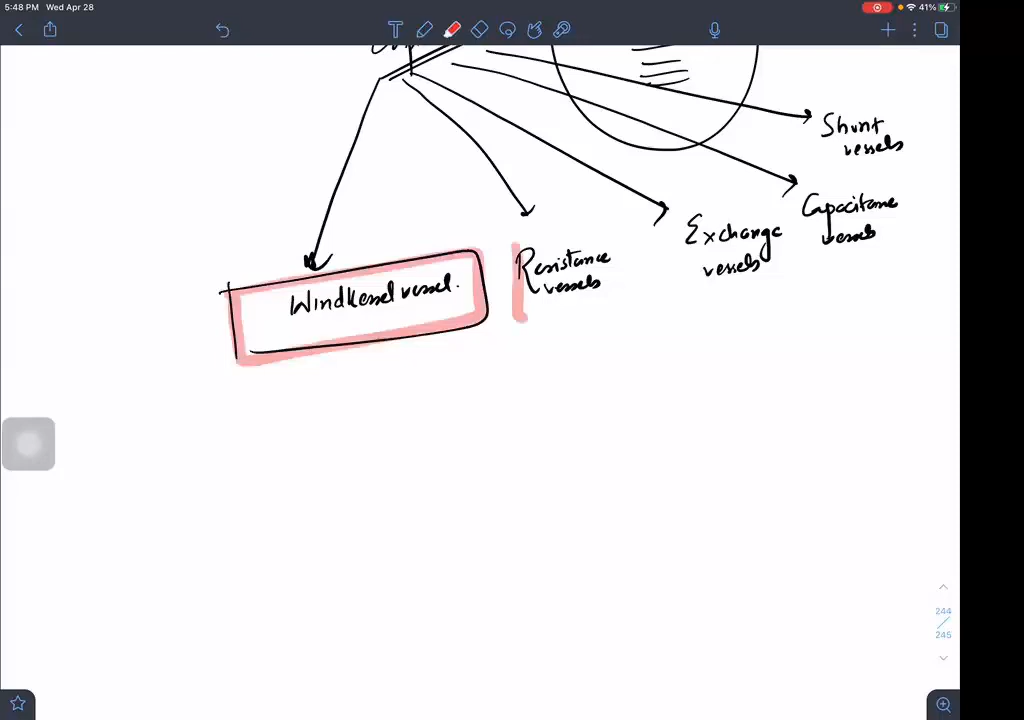 5:48 PM Wed Apr 28
41%
T
Shunt
vessels
Capacitance
vessels
Exchange
vessels
Resistance
vessels
Windkessel vessel.
244
245